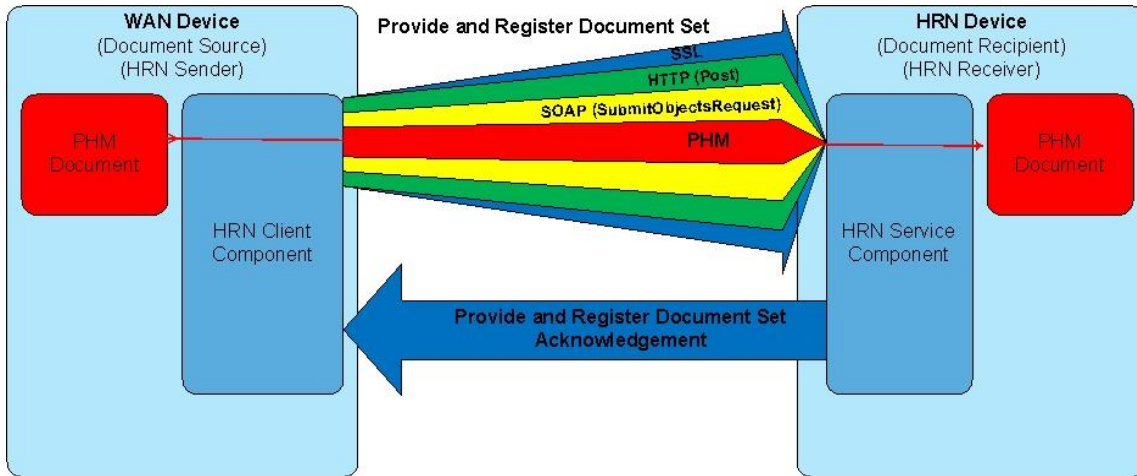 WAN Device
(Document Source)
(HRN Sender)
PHM
Document
HRN Client
Component
Provide and Register Document Set
SSL
HTTP (Post)
SOAP (SubmitObjectsRequest)
PHM
Provide and Register Document Set
Acknowledgement
HRN Device
(Document Recipient)
(HRN Receiver)
HRN Service
Component
PHM
Document